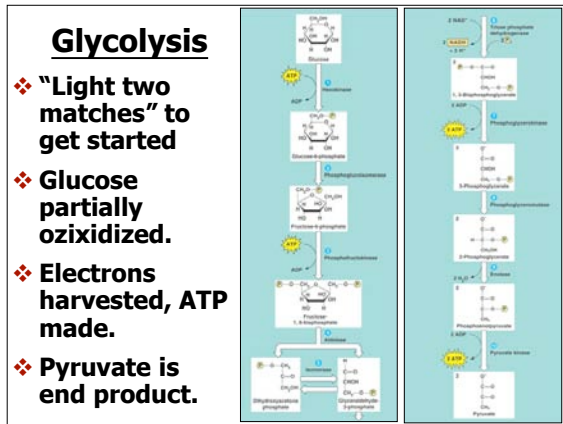 Glycolysis
❖ “Light two
matches” to
get started
❖ Glucose
partially
ozixidized.
❖ Electrons
harvested, ATP
made.
❖ Pyruvate is
end product.
CH₂OH
Glucose
ATP
ADP
Hexokinase
Glucose-6-phosphate
Phosphoglucoisomerase
Fructose-6-phosphate
ATP
ADP
Phosphofructokinase
Fructose-
1, 6-bisphosphate
Aldolase
Isomerase
Dihydroxyacetone
phosphate
Glyceraldehyde-
3-phosphate
2 NAD⁺
Triose phosphate
dehydrogenase
2 NADH
+ 2 H⁺
1, 3-Bisphosphoglycerate
2 ADP
Phosphoglycerokinase
2 ATP
3-Phosphoglycerate
Phosphoglyceromutase
2-Phosphoglycerate
Enolase
2 H₂O
Phosphoenolpyruvate
2 ADP
Pyruvate kinase
2 ATP
Pyruvate